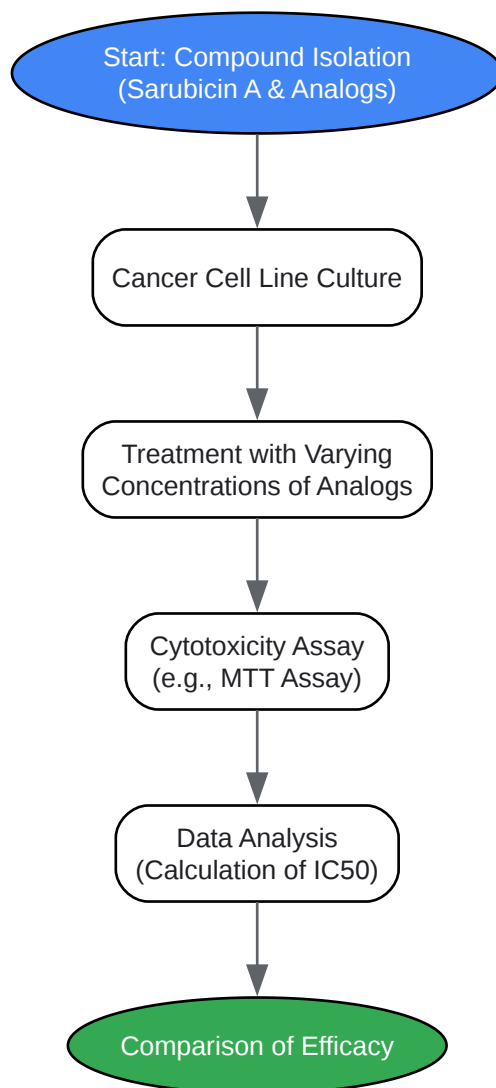 Start: Compound Isolation
(Sarubicin A & Analogs)
Cancer Cell Line Culture
Treatment with Varying
Concentrations of Analogs
Cytotoxicity Assay
(e.g., MTT Assay)
Data Analysis
(Calculation of IC50)
Comparison of Efficacy